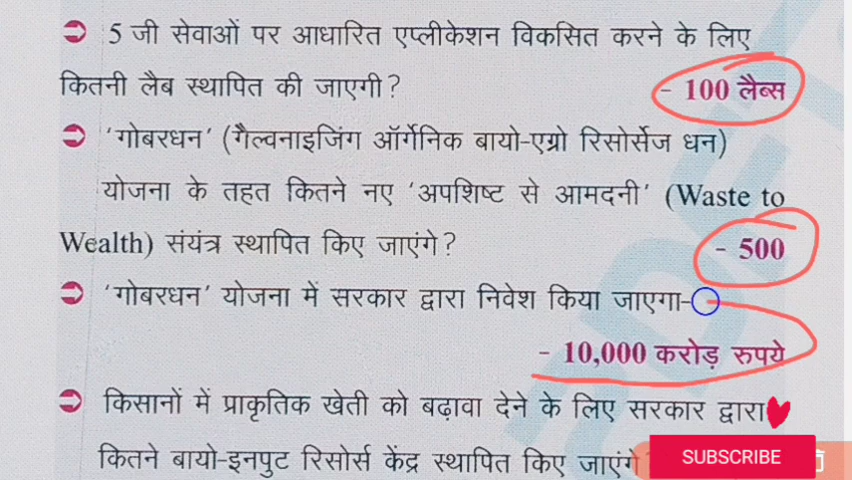 ➲ 5 जी सेवाओं पर आधारित एप्लीकेशन विकसित करने के लिए
कितनी लैब स्थापित की जाएगी? - 100 लैब्स
➲ 'गोबरधन' (गैल्वनाइजिंग ऑर्गेनिक बायो-एग्रो रिसोर्सेज धन)
योजना के तहत कितने नए 'अपशिष्ट से आमदनी' (Waste to
Wealth) संयंत्र स्थापित किए जाएंगे? - 500
➲ 'गोबरधन' योजना में सरकार द्वारा निवेश किया जाएगा-
- 10,000 करोड़ रुपये
➲ किसानों में प्राकृतिक खेती को बढ़ावा देने के लिए सरकार द्वारा
कितने बायो-इनपुट रिसोर्स केंद्र स्थापित किए जाएंगे
SUBSCRIBE